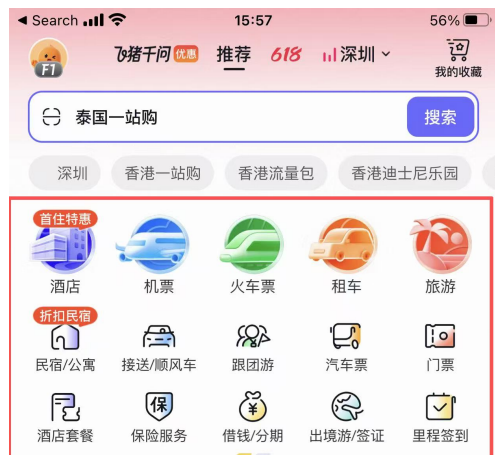 Search 15:57 56%
飞猪千问 优惠 推荐 618 深圳
F1 我的收藏
泰国一站购 搜索
深圳 香港一站购 香港流量包 香港迪士尼乐园
首住特惠
酒店 机票 火车票 租车 旅游
折扣民宿
民宿/公寓 接送/顺风车 跟团游 汽车票 门票
保
¥
酒店套餐 保险服务 借钱/分期 出境游/签证 里程签到